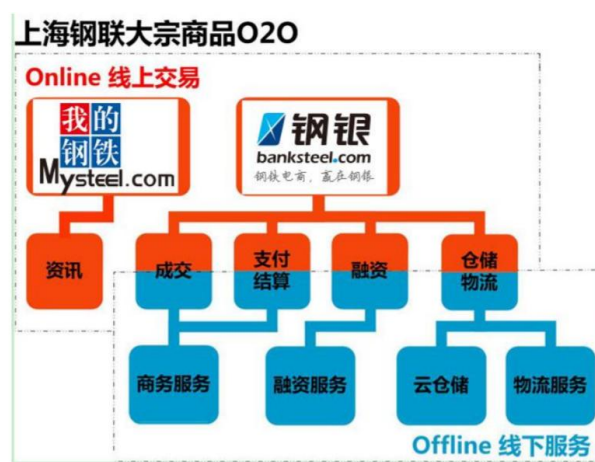 上海钢联大宗商品O2O
Online 线上交易
我的
钢铁
Mysteel.com
钢银
banksteel.com
钢铁电商，赢在钢银
资讯
成交
支付
结算
融资
仓储
物流
商务服务
融资服务
云仓储
物流服务
Offline 线下服务